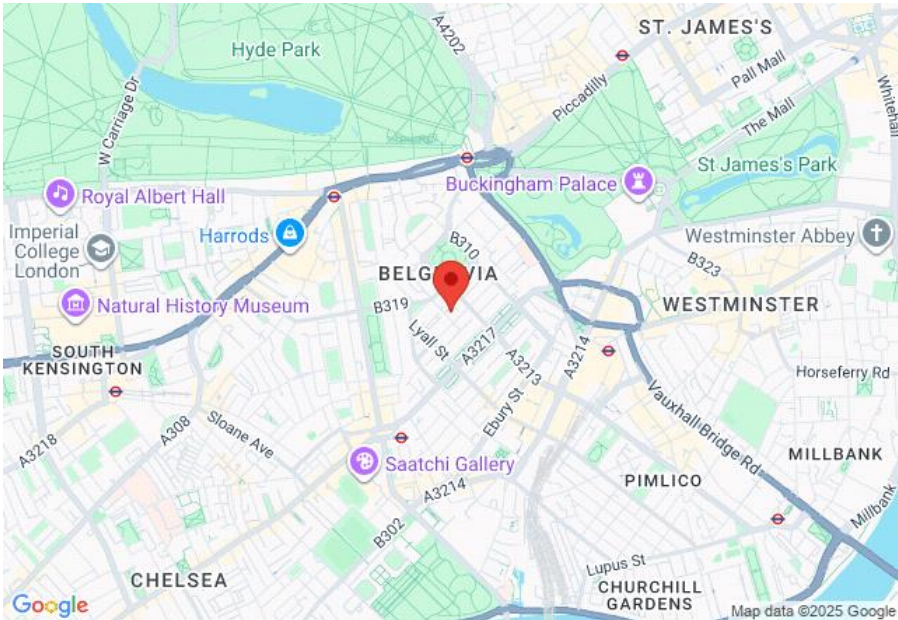 ST. JAMES'S
Hyde Park
A4202
Pall Mall
Piccadilly
Whitehall
W Carriage Dr
The Mall
St James's Park
Buckingham Palace
Royal Albert Hall
Harrods
B310
Westminster Abbey
Imperial
College
London
B323
Natural History Museum
B319
WESTMINSTER
Lyall St
A3217
A3214
SOUTH
KENSINGTON
A3213
Horseferry Rd
Ebury St
Vauxhall Bridge Rd
A308
Sloane Ave
A3218
Saatchi Gallery
MILLBANK
PIMLICO
A3214
Millbank
B302
Lupus St
CHELSEA
CHURCHILL
GARDENS
Google
Map data ©2025 Google